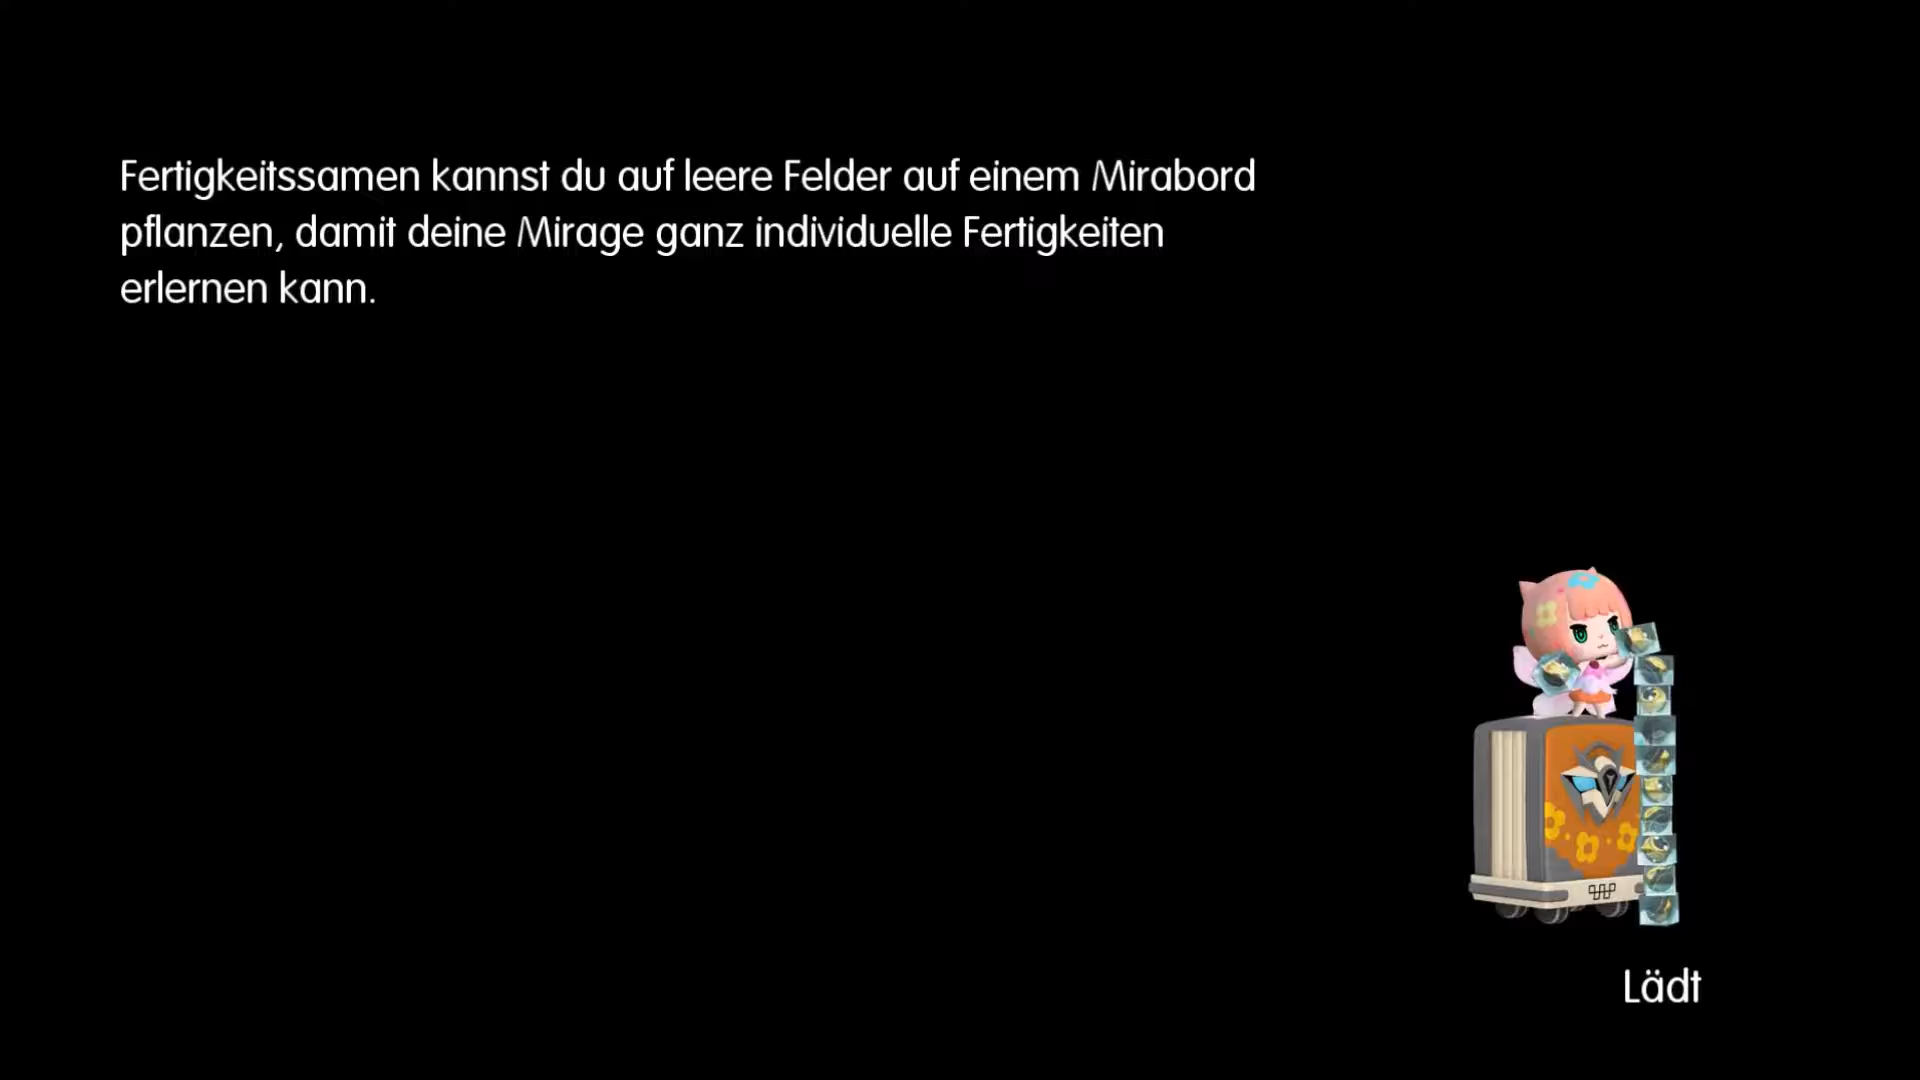 Fertigkeitssamen kannst du auf leere Felder auf einem Mirabord
pflanzen, damit deine Mirage ganz individuelle Fertigkeiten
erlernen kann.
Lädt